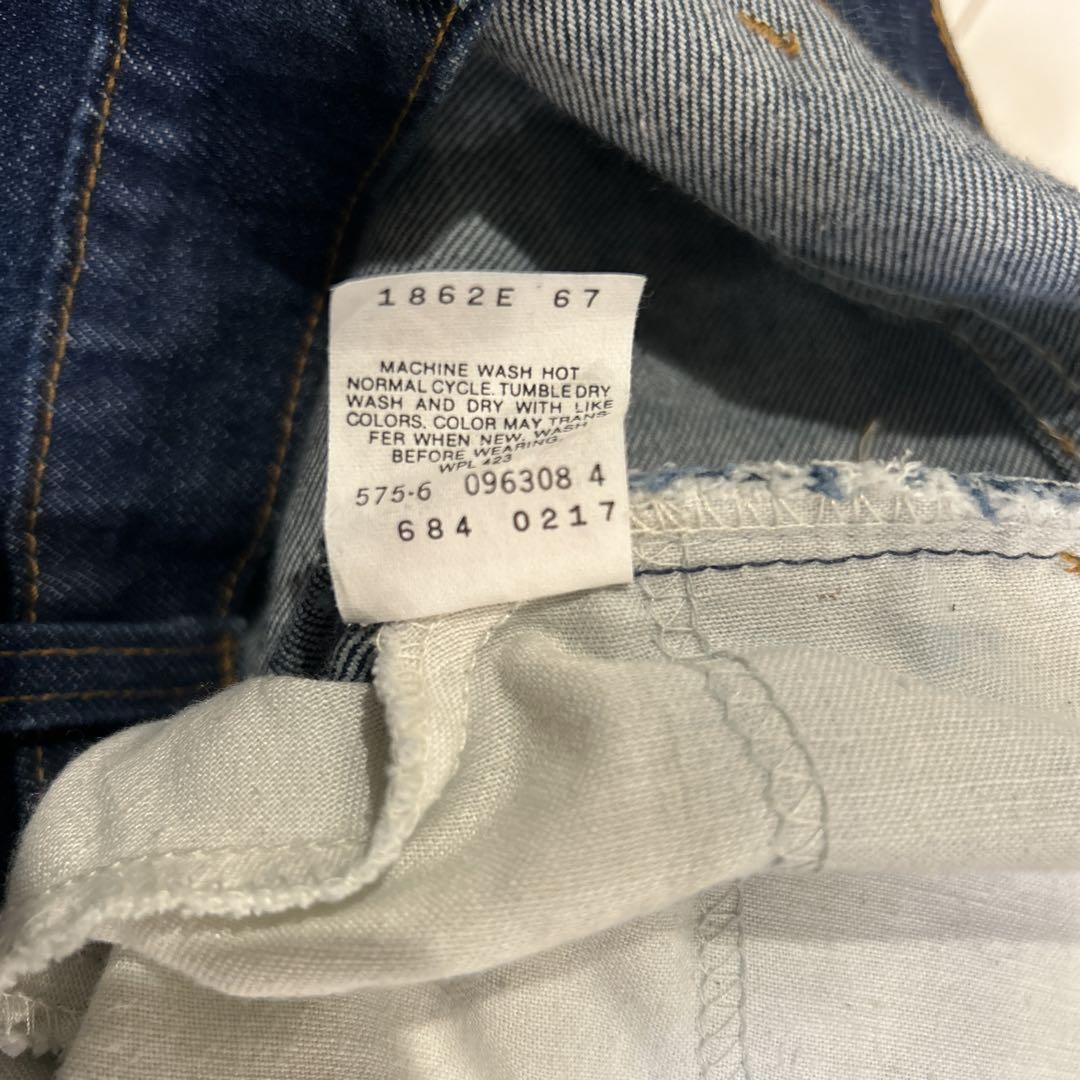 1862E 67
MACHINE WASH HOT
NORMAL CYCLE. TUMBLE DRY
WASH AND DRY WITH LIKE
COLORS. COLOR MAY TRANS-
FER WHEN NEW, WASH
BEFORE WEARING.
WPL 423
575-6 096308 4
684 0217